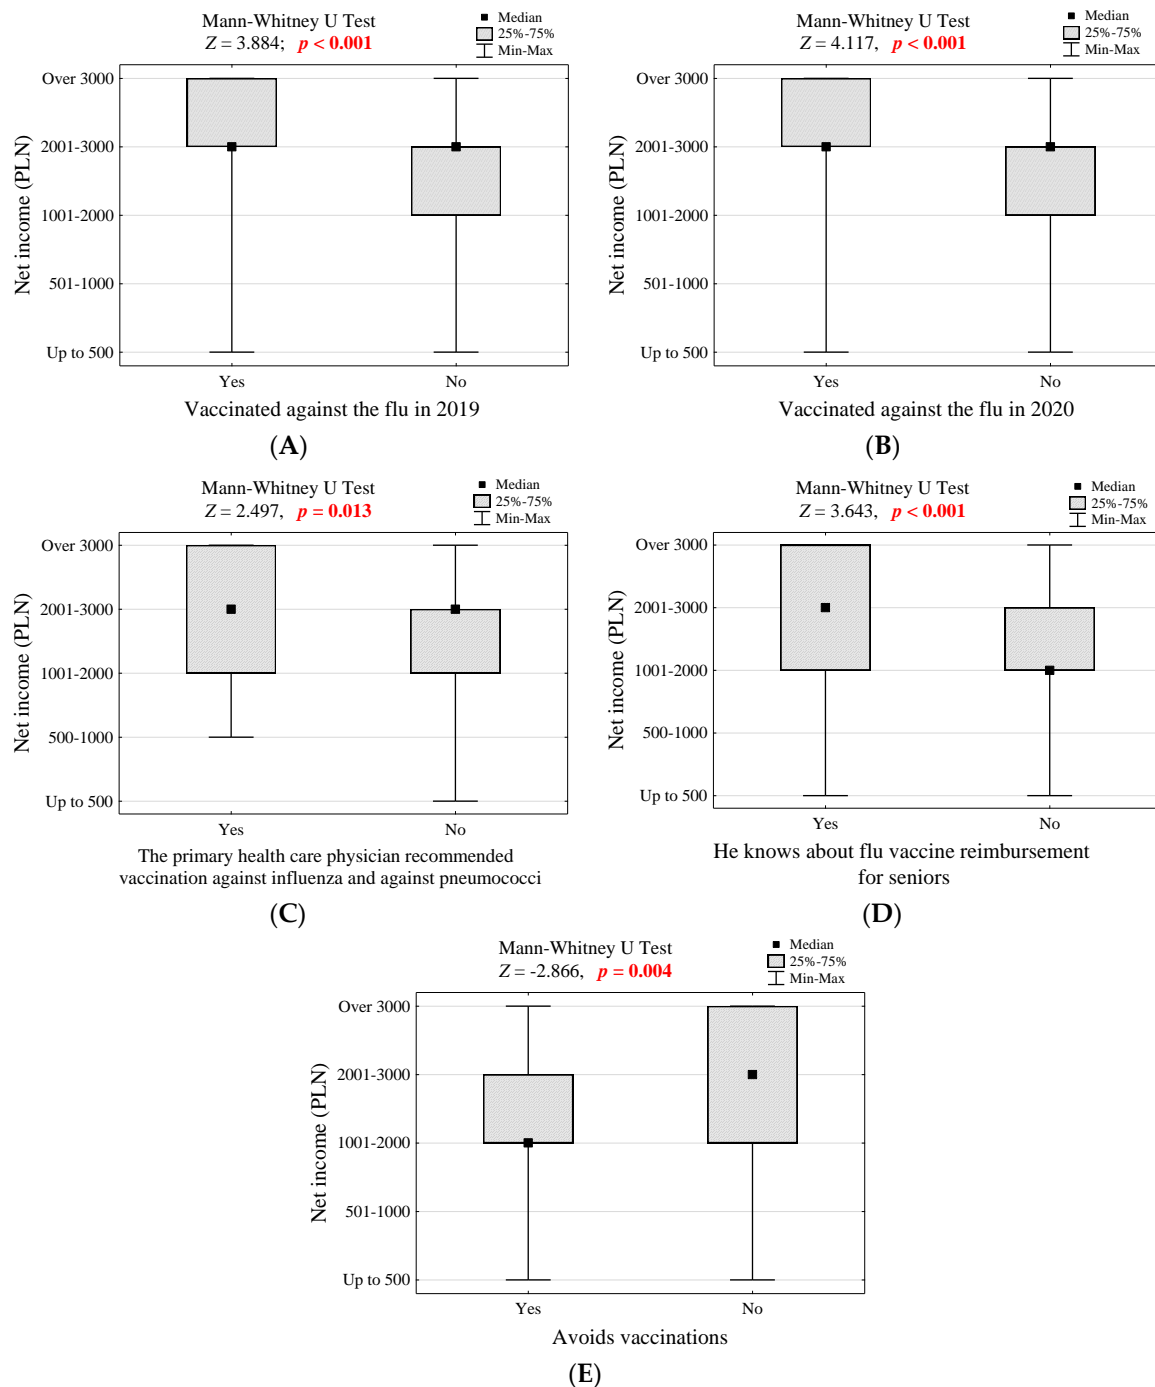 Mann-Whitney U Test
Z = 3.884; p < 0.001
Median
25%-75%
Min-Max
Over 3000
2001-3000
1001-2000
501-1000
Up to 500
Net income (PLN)
Yes
No
Vaccinated against the flu in 2019
(A)
Mann-Whitney U Test
Z = 4.117, p < 0.001
Median
25%-75%
Min-Max
Over 3000
2001-3000
1001-2000
501-1000
Up to 500
Net income (PLN)
Yes
No
Vaccinated against the flu in 2020
(B)
Mann-Whitney U Test
Z = 2.497, p = 0.013
Median
25%-75%
Min-Max
Over 3000
2001-3000
1001-2000
500-1000
Up to 500
Net income (PLN)
Yes
No
The primary health care physician recommended
vaccination against influenza and against pneumococci
(C)
Mann-Whitney U Test
Z = 3.643, p < 0.001
Median
25%-75%
Min-Max
Over 3000
2001-3000
1001-2000
500-1000
Up to 500
Net income (PLN)
Yes
No
He knows about flu vaccine reimbursement
for seniors
(D)
Mann-Whitney U Test
Z = -2.866, p = 0.004
Median
25%-75%
Min-Max
Over 3000
2001-3000
1001-2000
501-1000
Up to 500
Net income (PLN)
Yes
No
Avoids vaccinations
(E)